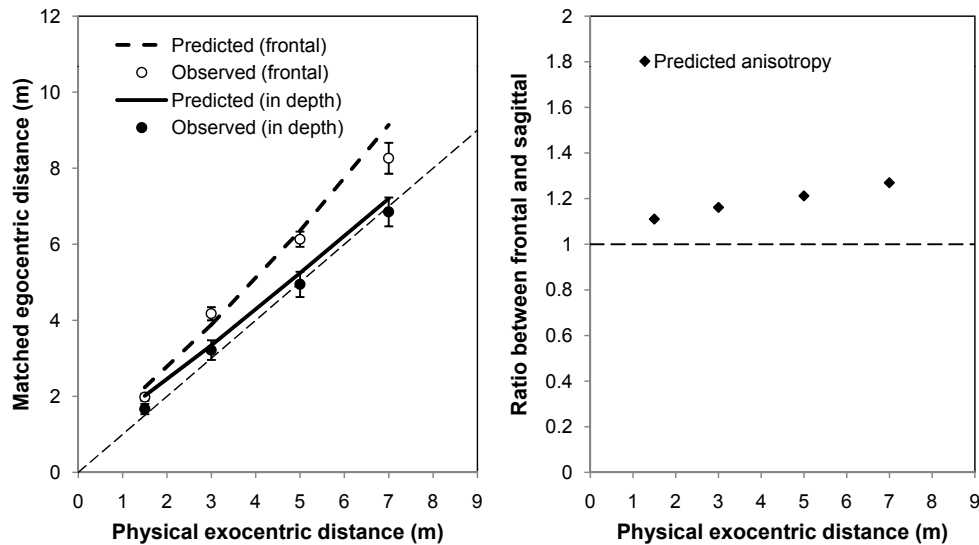 12
10
8
6
4
2
0
0 1 2 3 4 5 6 7 8 9
Matched egocentric distance (m)
Physical exocentric distance (m)
Predicted (frontal)
Observed (frontal)
Predicted (in depth)
Observed (in depth)
2
1.8
1.6
1.4
1.2
1
0.8
0.6
0.4
0.2
0
0 1 2 3 4 5 6 7 8 9
Ratio between frontal and sagittal
Physical exocentric distance (m)
Predicted anisotropy